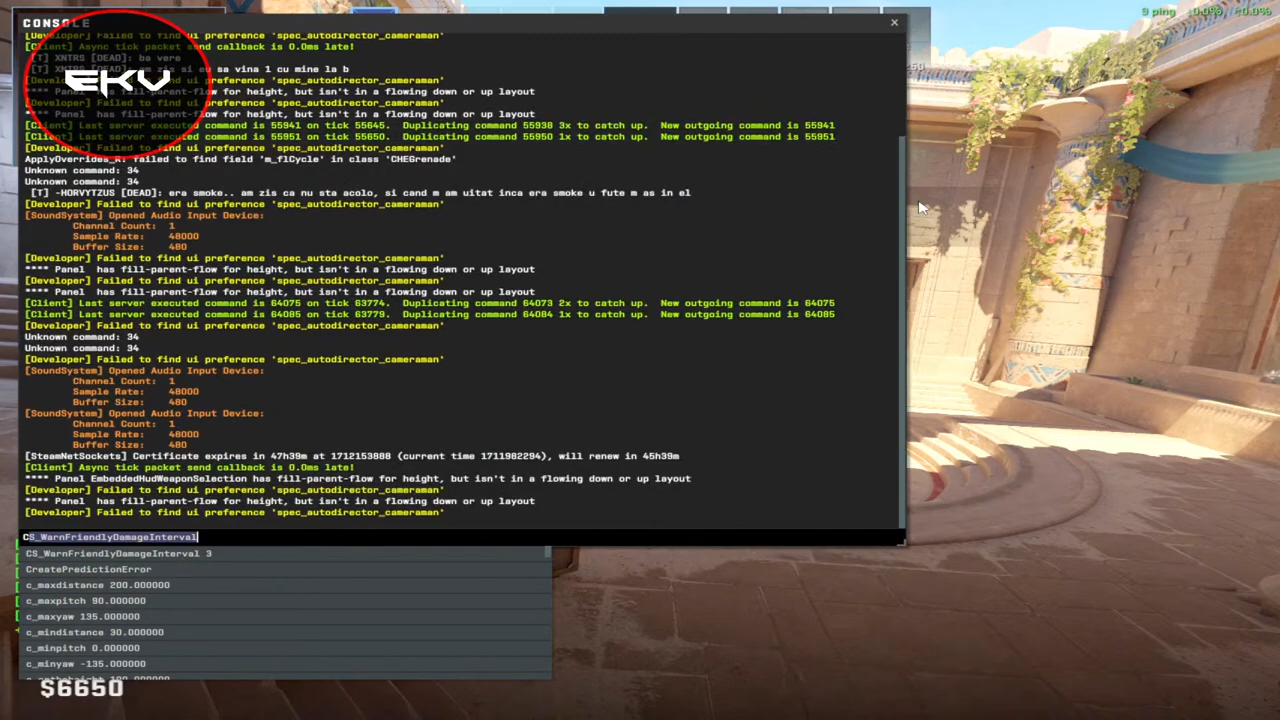 CONSOLE
9 ping
[Developer] Failed to find ui preference 'spec_autodirector_cameraman'
[Client] Async tick packet send callback is 0.0ms late!
[T] XNTRS [DEAD]: ba vere
EKV
[T] XNTRS [DEAD]: zis si eu sa vina 1 cu mine la b
ui preference 'spec_autodirector_cameraman'
**** Panel has fill-parent-flow for height, but isn't in a flowing down or up layout
[Developer] Failed to find ui preference 'spec_autodirector_cameraman'
**** Panel has fill-parent-flow for height, but isn't in a flowing down or up layout
[Client] Last server executed command is 55941 on tick 55645. Duplicating command 55938 3x to catch up. New outgoing command is 55941
[Client] Last server executed command is 55951 on tick 55650. Duplicating command 55950 1x to catch up. New outgoing command is 55951
[Developer] Failed to find ui preference 'spec_autodirector_cameraman'
ApplyOverrides_R: failed to find field 'm_flCycle' in class 'CHEGrenade'
Unknown command: 34
Unknown command: 34
[T] -HORVYTZUS [DEAD]: era smoke.. am zis ca nu sta acolo, si cand m am uitat inca era smoke u fute m as in el
[Developer] Failed to find ui preference 'spec_autodirector_cameraman'
[SoundSystem] Opened Audio Input Device:
Channel Count: 1
Sample Rate: 48000
Buffer Size: 480
[Developer] Failed to find ui preference 'spec_autodirector_cameraman'
**** Panel has fill-parent-flow for height, but isn't in a flowing down or up layout
[Developer] Failed to find ui preference 'spec_autodirector_cameraman'
**** Panel has fill-parent-flow for height, but isn't in a flowing down or up layout
[Client] Last server executed command is 64075 on tick 63774. Duplicating command 64073 2x to catch up. New outgoing command is 64075
[Client] Last server executed command is 64085 on tick 63779. Duplicating command 64084 1x to catch up. New outgoing command is 64085
[Developer] Failed to find ui preference 'spec_autodirector_cameraman'
Unknown command: 34
Unknown command: 34
[Developer] Failed to find ui preference 'spec_autodirector_cameraman'
[SoundSystem] Opened Audio Input Device:
Channel Count: 1
Sample Rate: 48000
Buffer Size: 480
[SoundSystem] Opened Audio Input Device:
Channel Count: 1
Sample Rate: 48000
Buffer Size: 480
[SteamNetSockets] Certificate expires in 47h39m at 1712153888 (current time 1711982294), will renew in 45h39m
[Client] Async tick packet send callback is 0.0ms late!
**** Panel EmbeddedHudWeaponSelection has fill-parent-flow for height, but isn't in a flowing down or up layout
[Developer] Failed to find ui preference 'spec_autodirector_cameraman'
**** Panel has fill-parent-flow for height, but isn't in a flowing down or up layout
[Developer] Failed to find ui preference 'spec_autodirector_cameraman'
CS_WarnFriendlyDamageInterval
CS_WarnFriendlyDamageInterval 3
CreatePredictionError
c_maxdistance 200.000000
c_maxpitch 90.000000
c_maxyaw 135.000000
c_mindistance 30.000000
c_minpitch 0.000000
c_minyaw -135.000000
$6650